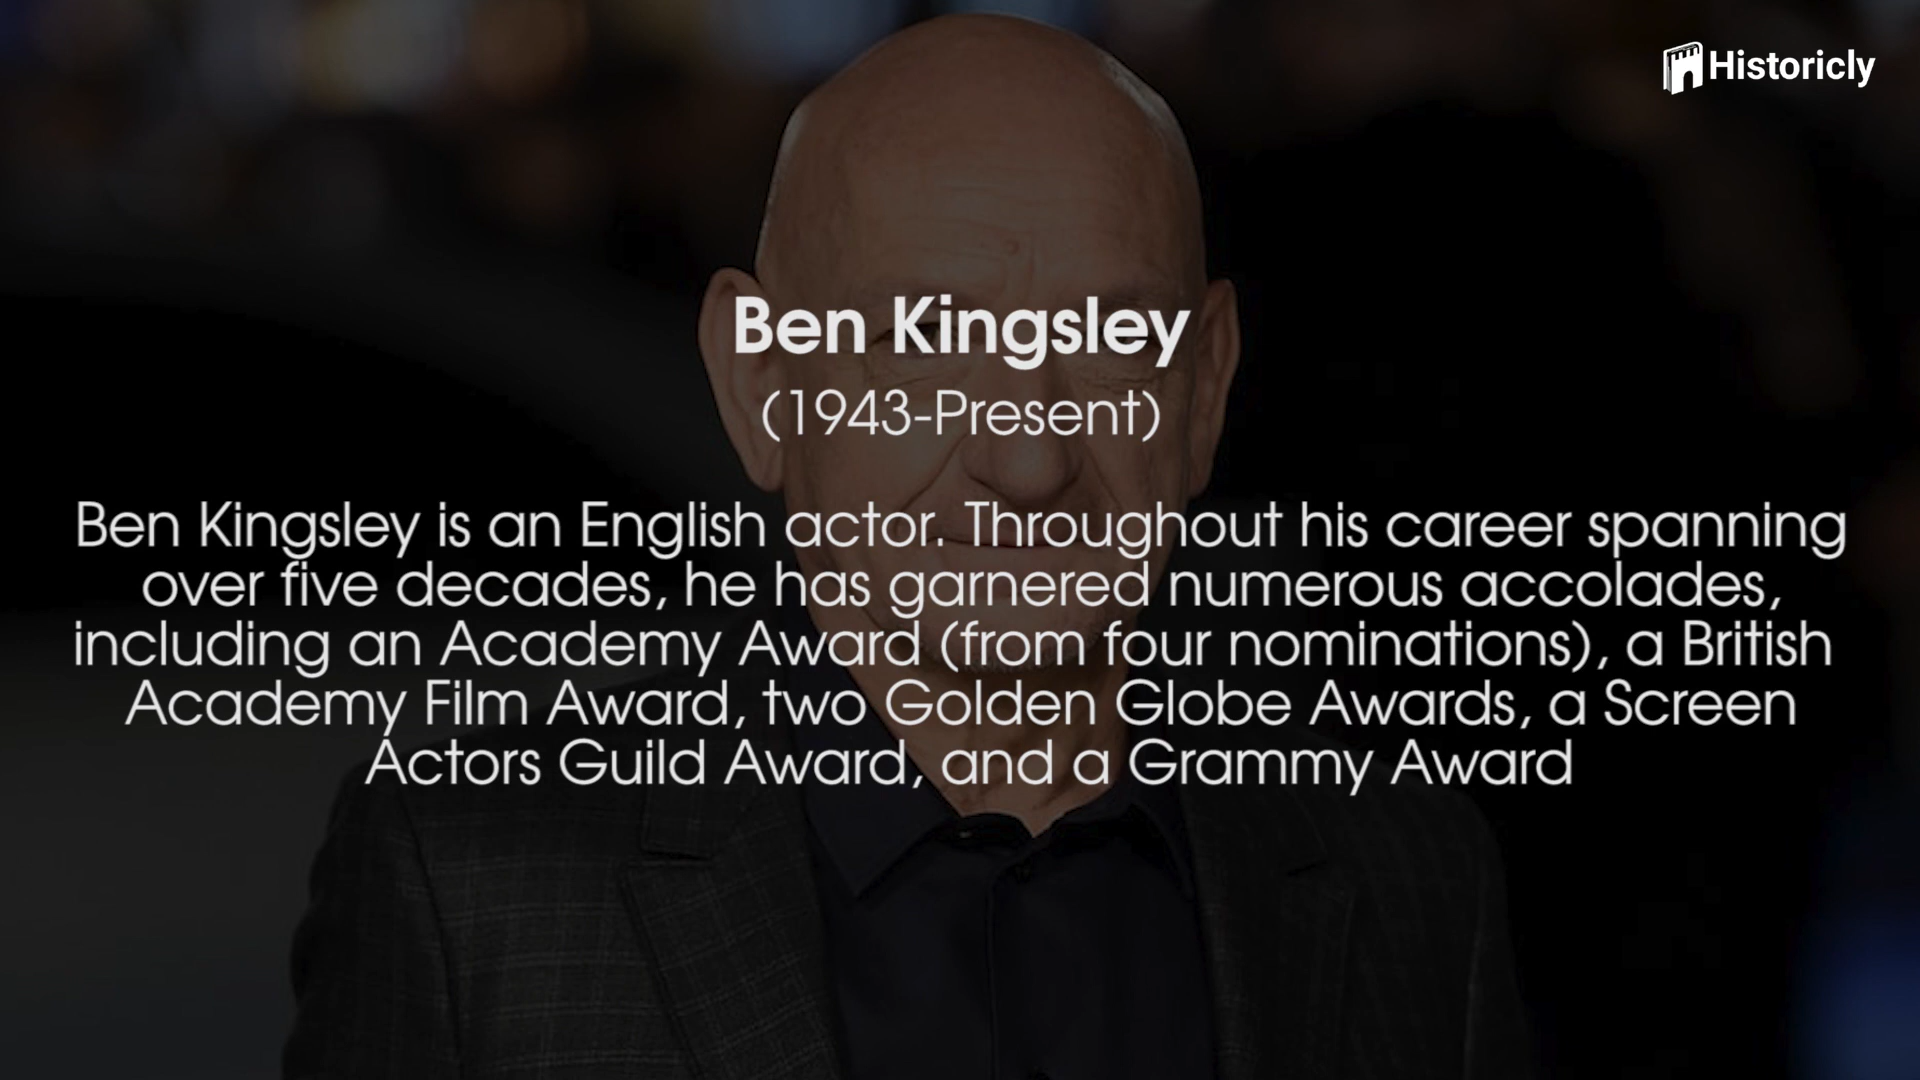 Historicly
Ben Kingsley
(1943-Present)
Ben Kingsley is an English actor. Throughout his career spanning
over five decades, he has garnered numerous accolades,
including an Academy Award (from four nominations), a British
Academy Film Award, two Golden Globe Awards, a Screen
Actors Guild Award, and a Grammy Award